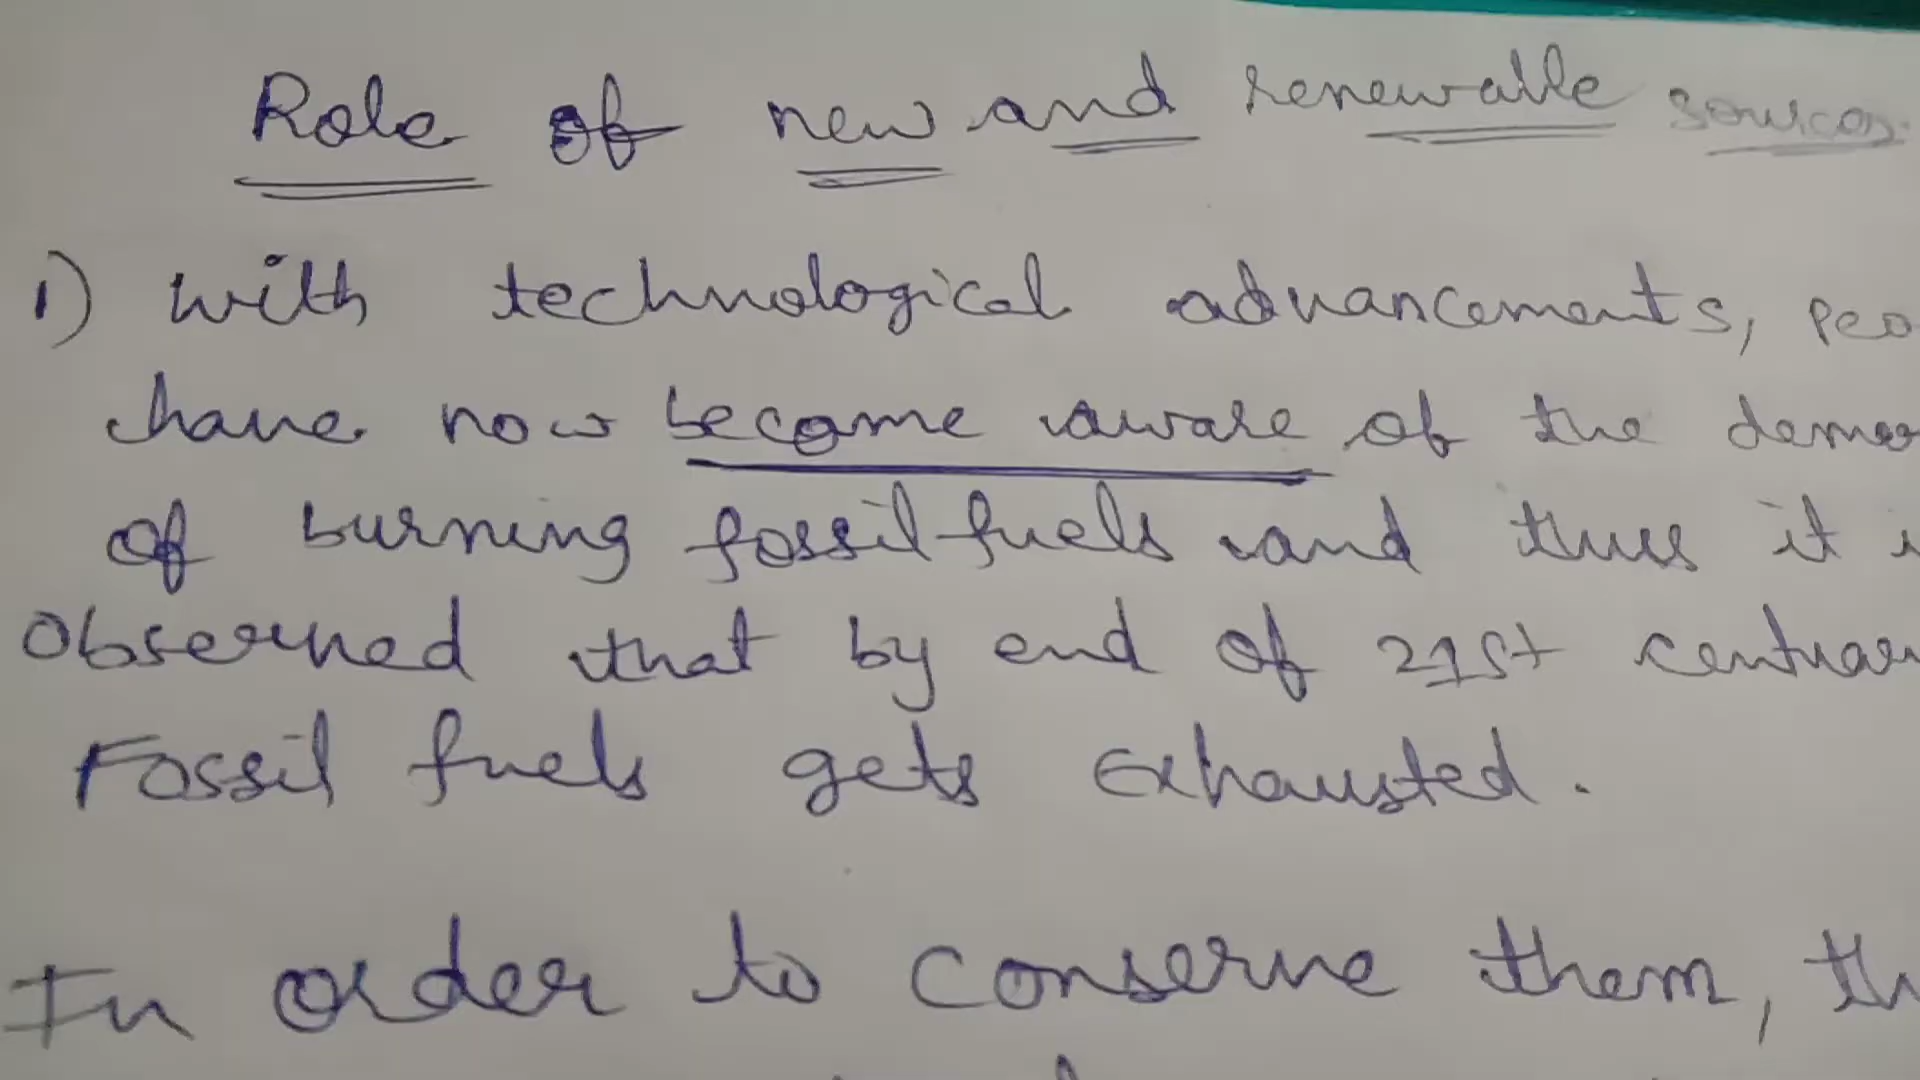 Role of new and renewable sources.
1) with technological advancements, peo
have now become aware of the
of burning fossil fuels and thus it i
Observed that by end of 21st
Fossil fuels gets Exhausted.
In order to conserve them, th